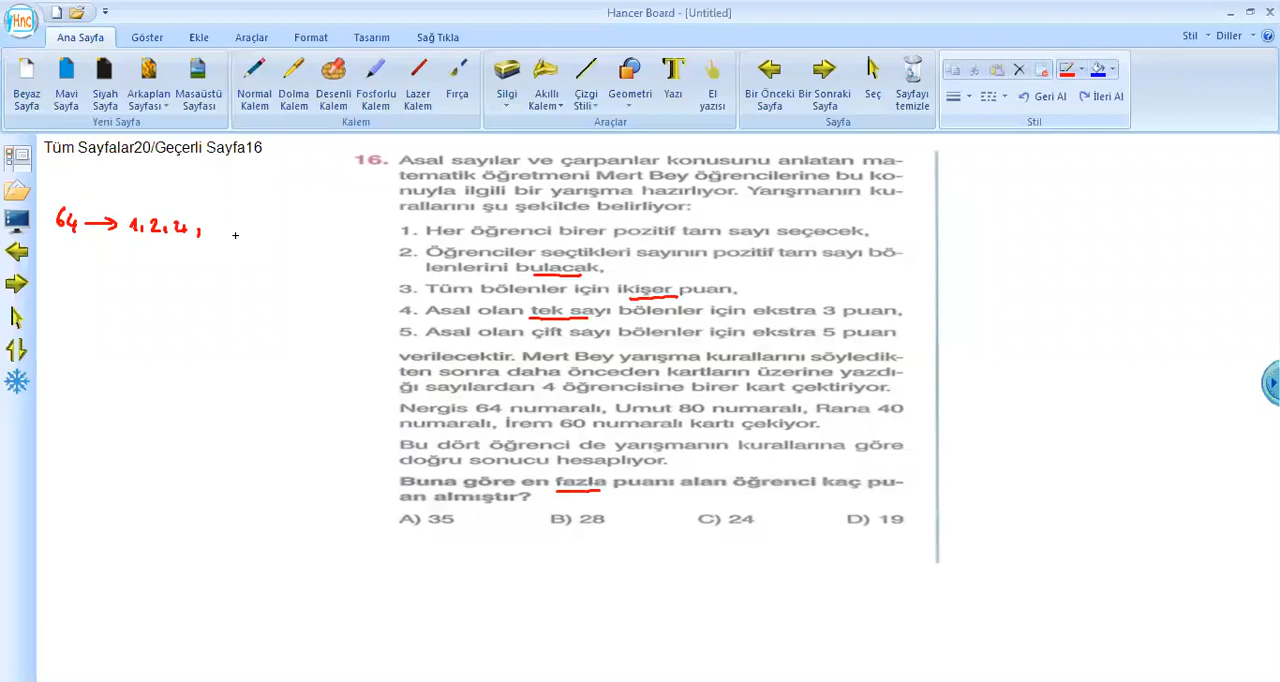 Hnc
Hancer Board - [Untitled]
Ana Sayfa Göster Ekle Araçlar Format Tasarım Sağ Tıkla Stil Diller
Beyaz Sayfa Mavi Sayfa Siyah Sayfa Arkaplan Sayfası Masaüstü Sayfası
Normal Kalem Dolma Kalem Desenli Kalem Fosforlu Kalem Lazer Kalem Fırça
Silgi Akıllı Kalem Çizgi Stili Geometri Yazı El yazısı
Bir Önceki Sayfa Bir Sonraki Sayfa Seç Sayfayı temizle
Geri Al İleri Al
Yeni Sayfa Kalem Araçlar Sayfa Stil
Tüm Sayfalar20/Geçerli Sayfa16
64 → 1, 2, 4,
16. Asal sayılar ve çarpanlar konusunu anlatan ma-
tematik öğretmeni Mert Bey öğrencilerine bu ko-
nuyla ilgili bir yarışma hazırlıyor. Yarışmanın ku-
rallarını şu şekilde belirliyor:
1. Her öğrenci birer pozitif tam sayı seçecek,
2. Öğrenciler seçtikleri sayının pozitif tam sayı bö-
lenlerini bulacak,
3. Tüm bölenler için ikişer puan,
4. Asal olan tek sayı bölenler için ekstra 3 puan,
5. Asal olan çift sayı bölenler için ekstra 5 puan
verilecektir. Mert Bey yarışma kurallarını söyledik-
ten sonra daha önceden kartların üzerine yazdı-
ğı sayılardan 4 öğrencisine birer kart çektiriyor.
Nergis 64 numaralı, Umut 80 numaralı, Rana 40
numaralı, İrem 60 numaralı kartı çekiyor.
Bu dört öğrenci de yarışmanın kurallarına göre
doğru sonucu hesaplıyor.
Buna göre en fazla puanı alan öğrenci kaç pu-
an almıştır?
A) 35 B) 28 C) 24 D) 19